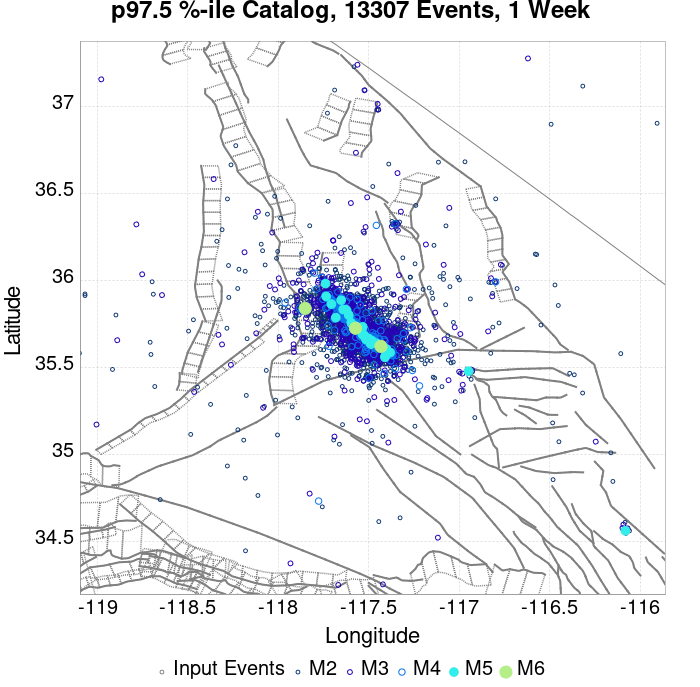 p97.5 %-ile Catalog, 13307 Events, 1 Week
37
36.5
36
35.5
35
34.5
Latitude
-119 -118.5 -118 -117.5 -117 -116.5 -116
Longitude
Input Events M2 M3 M4 M5 M6